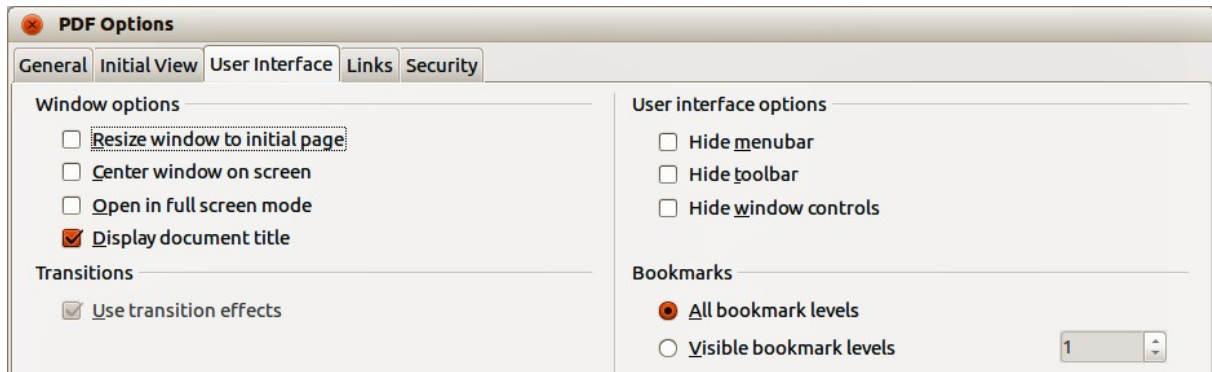 PDF Options
General Initial View User Interface Links Security
Window options
Resize window to initial page
Center window on screen
Open in full screen mode
Display document title
Transitions
Use transition effects
User interface options
Hide menubar
Hide toolbar
Hide window controls
Bookmarks
All bookmark levels
Visible bookmark levels 1